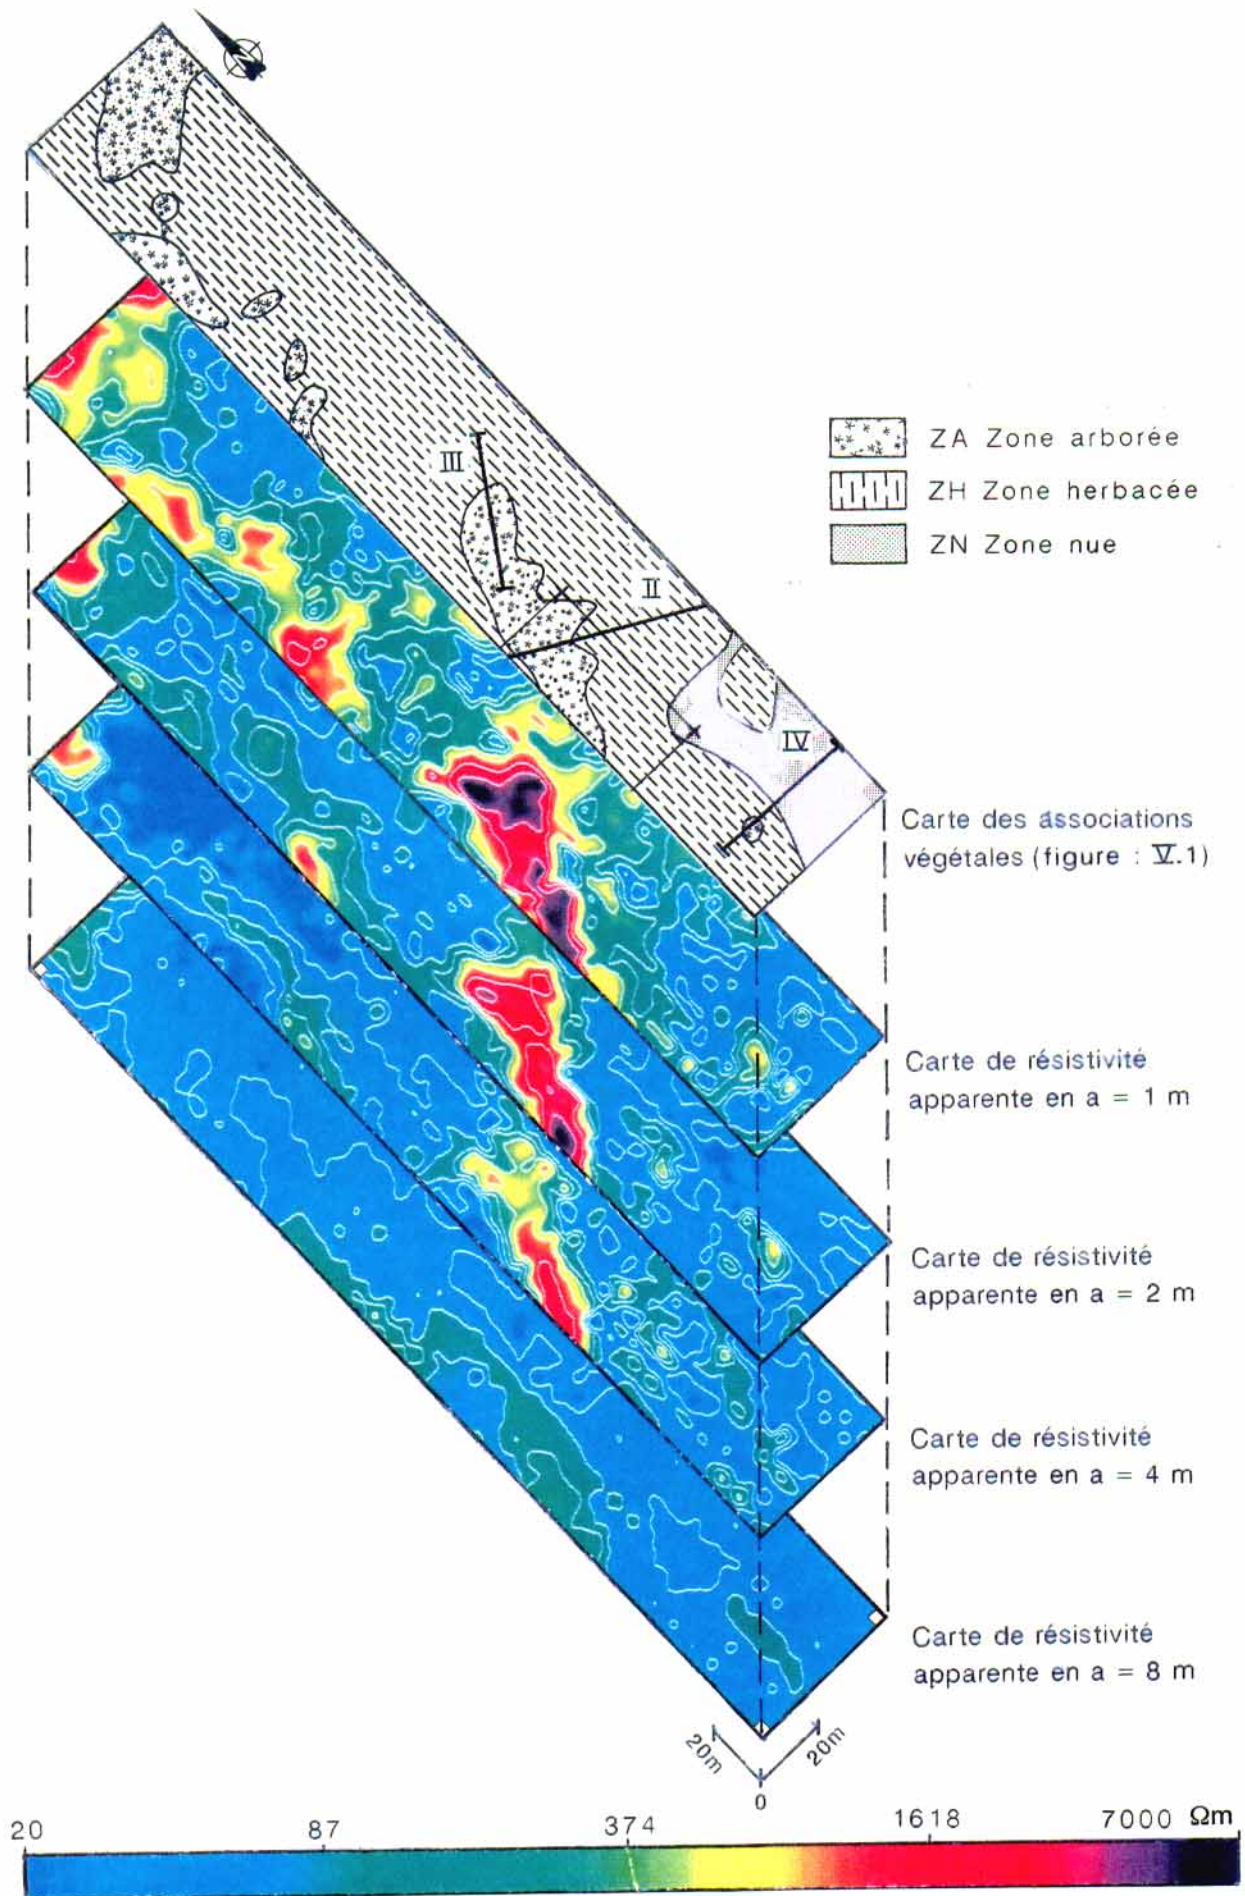 N
III
II
IV
ZA Zone arborée
ZH Zone herbacée
ZN Zone nue
Carte des associations
végétales (figure : V.1)
Carte de résistivité
apparente en a = 1 m
Carte de résistivité
apparente en a = 2 m
Carte de résistivité
apparente en a = 4 m
Carte de résistivité
apparente en a = 8 m
20m
20m
0
20 87 374 1618 7000 Ωm